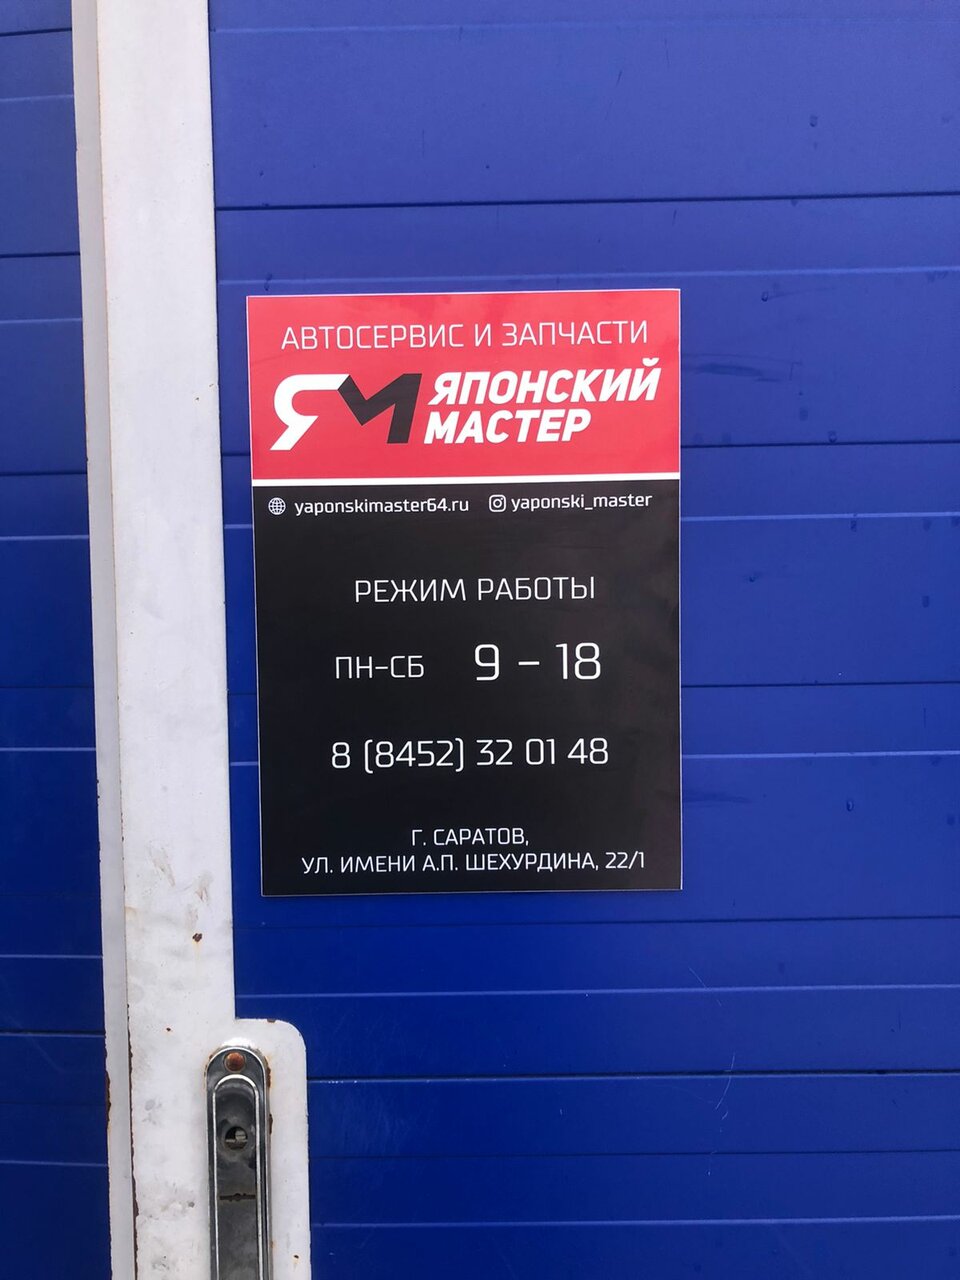 АВТОСЕРВИС И ЗАПЧАСТИ
ЯМ ЯПОНСКИЙ
МАСТЕР
yaponskimaster64.ru yaponski_master
РЕЖИМ РАБОТЫ
ПН-СБ 9 – 18
8 (8452) 32 01 48
Г. САРАТОВ,
УЛ. ИМЕНИ А.П. ШЕХУРДИНА, 22/1